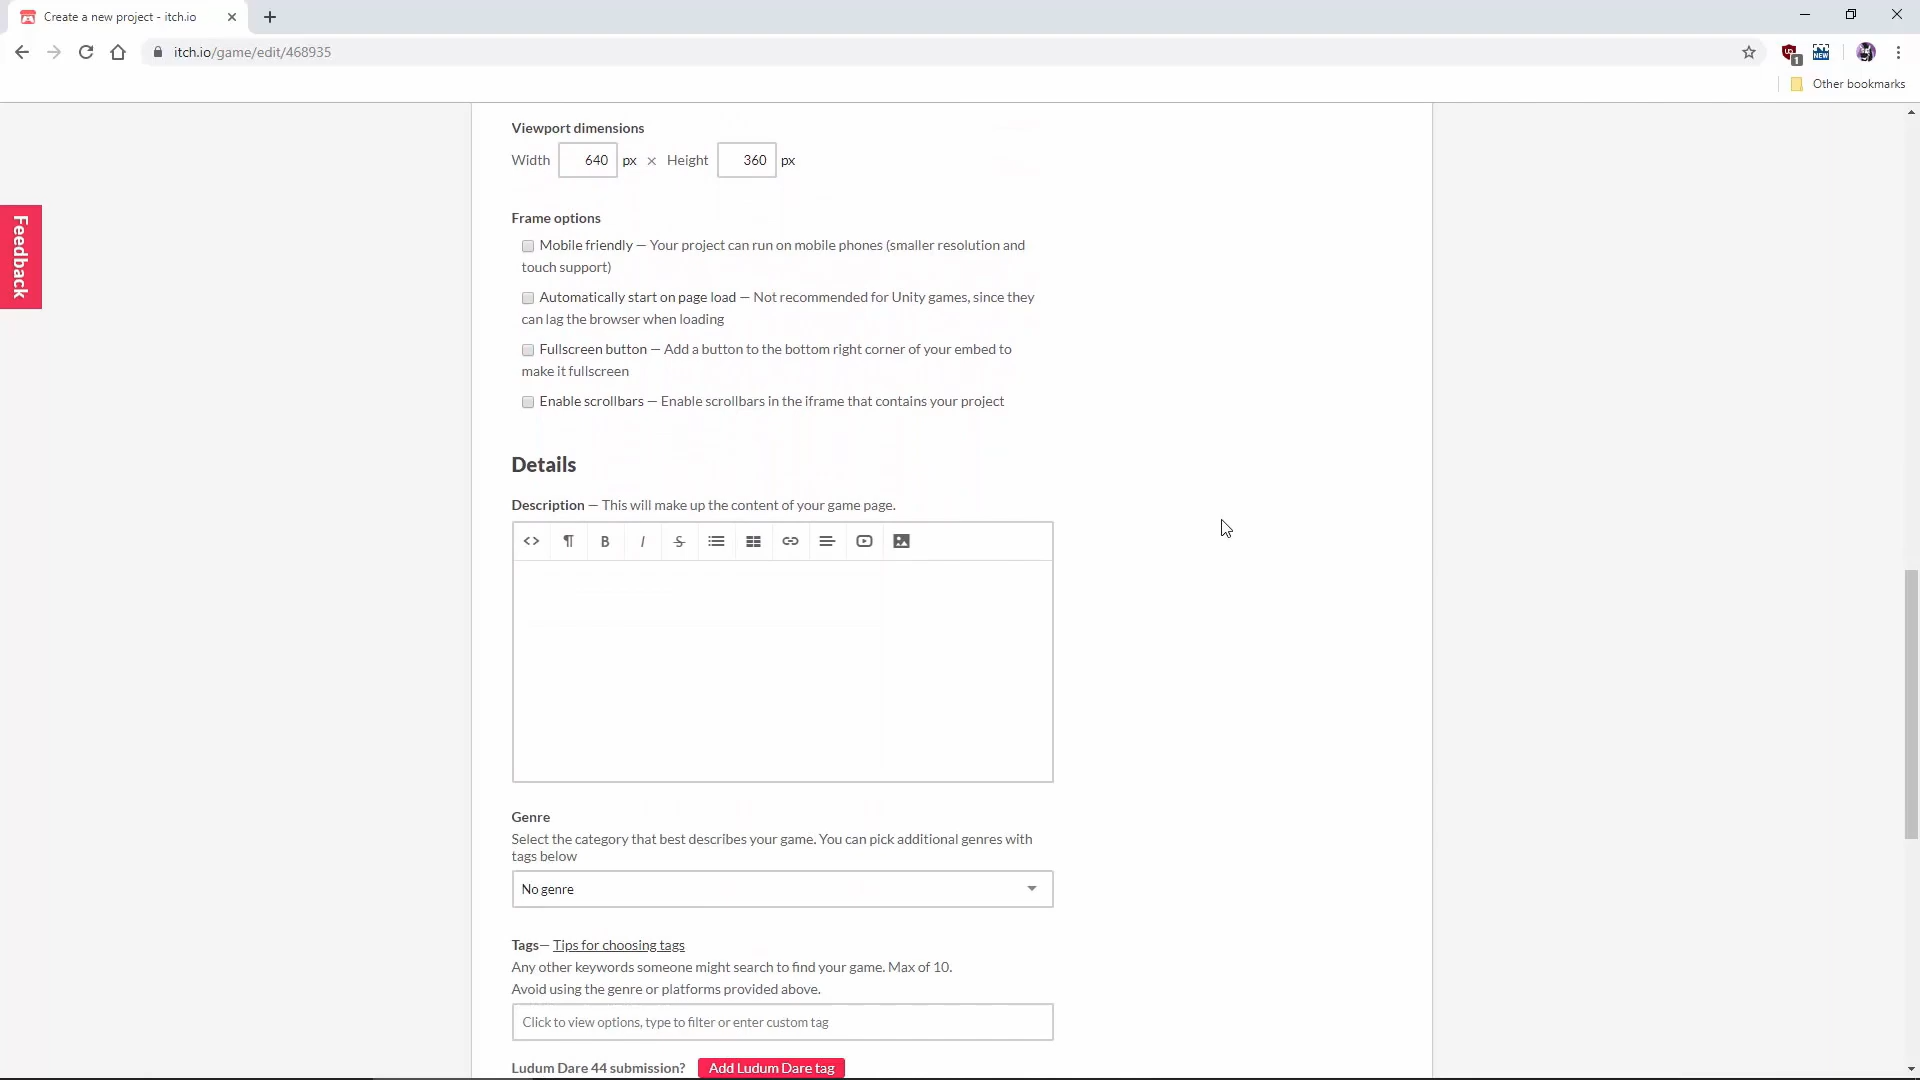 Create a new project - itch.io
itch.io/game/edit/468935
1
NEW
Other bookmarks
Viewport dimensions
Width 640 px × Height 360 px
Feedback
Frame options
Mobile friendly — Your project can run on mobile phones (smaller resolution and
touch support)
Automatically start on page load — Not recommended for Unity games, since they
can lag the browser when loading
Fullscreen button — Add a button to the bottom right corner of your embed to
make it fullscreen
Enable scrollbars — Enable scrollbars in the iframe that contains your project
Details
Description — This will make up the content of your game page.
Genre
Select the category that best describes your game. You can pick additional genres with
tags below
No genre
Tags— Tips for choosing tags
Any other keywords someone might search to find your game. Max of 10.
Avoid using the genre or platforms provided above.
Click to view options, type to filter or enter custom tag
Ludum Dare 44 submission? Add Ludum Dare tag